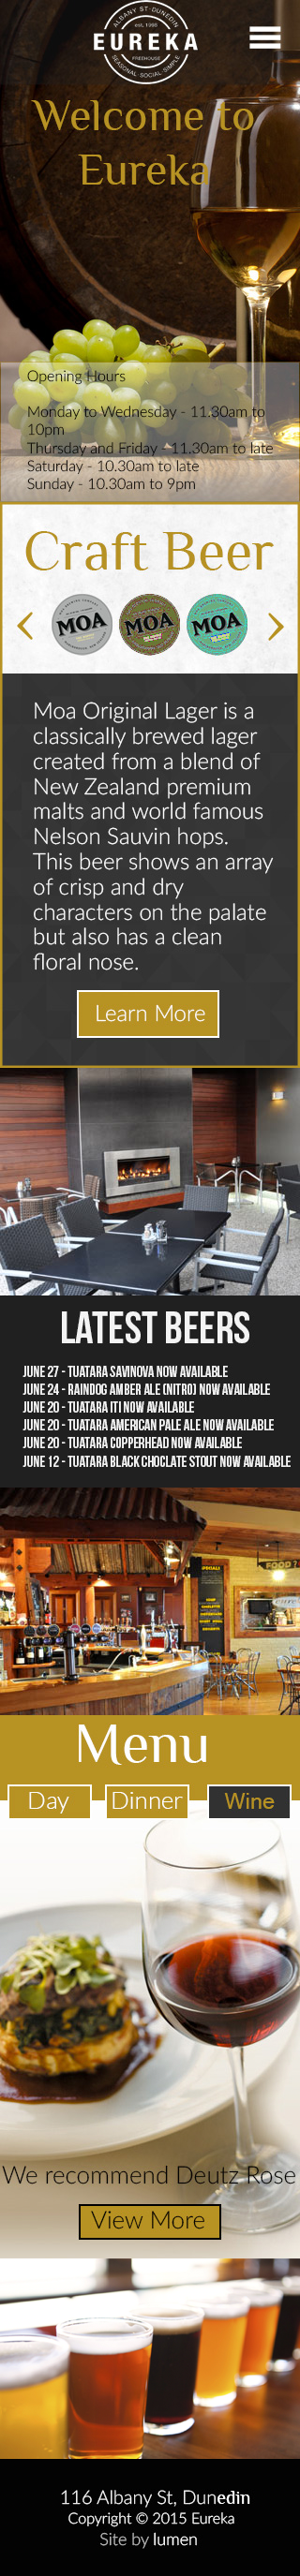 ALBANY ST · DUNEDIN
est. 1998
EUREKA
FREEHOUSE
SEASONAL·SOCIAL·SIMPLE
Welcome to
Eureka
Opening Hours
Monday to Wednesday - 11.30am to
10pm
Thursday and Friday - 11.30am to late
Saturday - 10.30am to late
Sunday - 10.30am to 9pm
Craft Beer
MOA MOA MOA
Moa Original Lager is a
classically brewed lager
created from a blend of
New Zealand premium
malts and world famous
Nelson Sauvin hops.
This beer shows an array
of crisp and dry
characters on the palate
but also has a clean
floral nose.
Learn More
LATEST BEERS
JUNE 27 - TUATARA SAVINOVA NOW AVAILABLE
JUNE 24 - RAINDOG AMBER ALE (NITRO) NOW AVAILABLE
JUNE 20 - TUATARA ITI NOW AVAILABLE
JUNE 20 - TUATARA AMERICAN PALE ALE NOW AVAILABLE
JUNE 20 - TUATARA COPPERHEAD NOW AVAILABLE
JUNE 12 - TUATARA BLACK CHOCLATE STOUT NOW AVAILABLE
SPECIALS
FOOD ?
Menu
Day Dinner Wine
We recommend Deutz Rose
View More
116 Albany St, Dunedin
Copyright © 2015 Eureka
Site by lumen